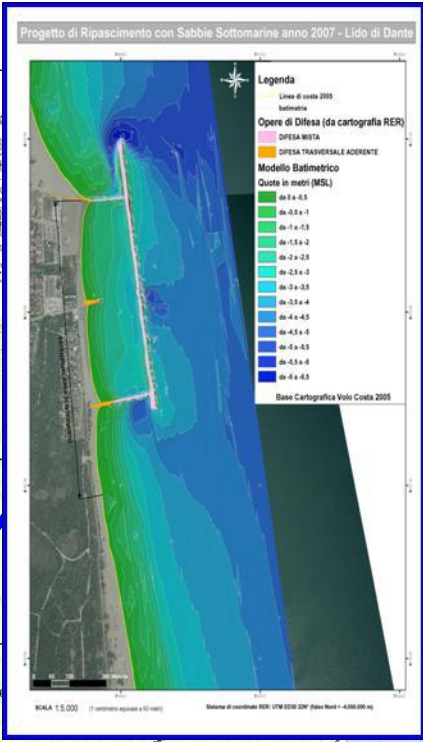 Progetto di Ripascimento con Sabbie Sottomarine anno 2007 - Lido di Dante
Legenda
Linea di costa 2005
batimetria
Opere di Difesa (da cartografia RER)
DIFESA MISTA
DIFESA TRASVERSALE ADERENTE
Modello Batimetrico
Quote in metri (MSL)
da 0 a -0,5
da -0,5 a -1
da -1 a -1,5
da -1,5 a -2
da -2 a -2,5
da -2,5 a -3
da -3 a -3,5
da -3,5 a -4
da -4 a -4,5
da -4,5 a -5
da -5 a -5,5
da -5,5 a -6
da -6 a -6,5
Base Cartografica Volo Costa 2005
SCALA 1:5.000 (1 centimetro equivale a 50 metri)
Sistema di coordinate RER: UTM ED50 32N* (falso Nord = -4.000.000 m)